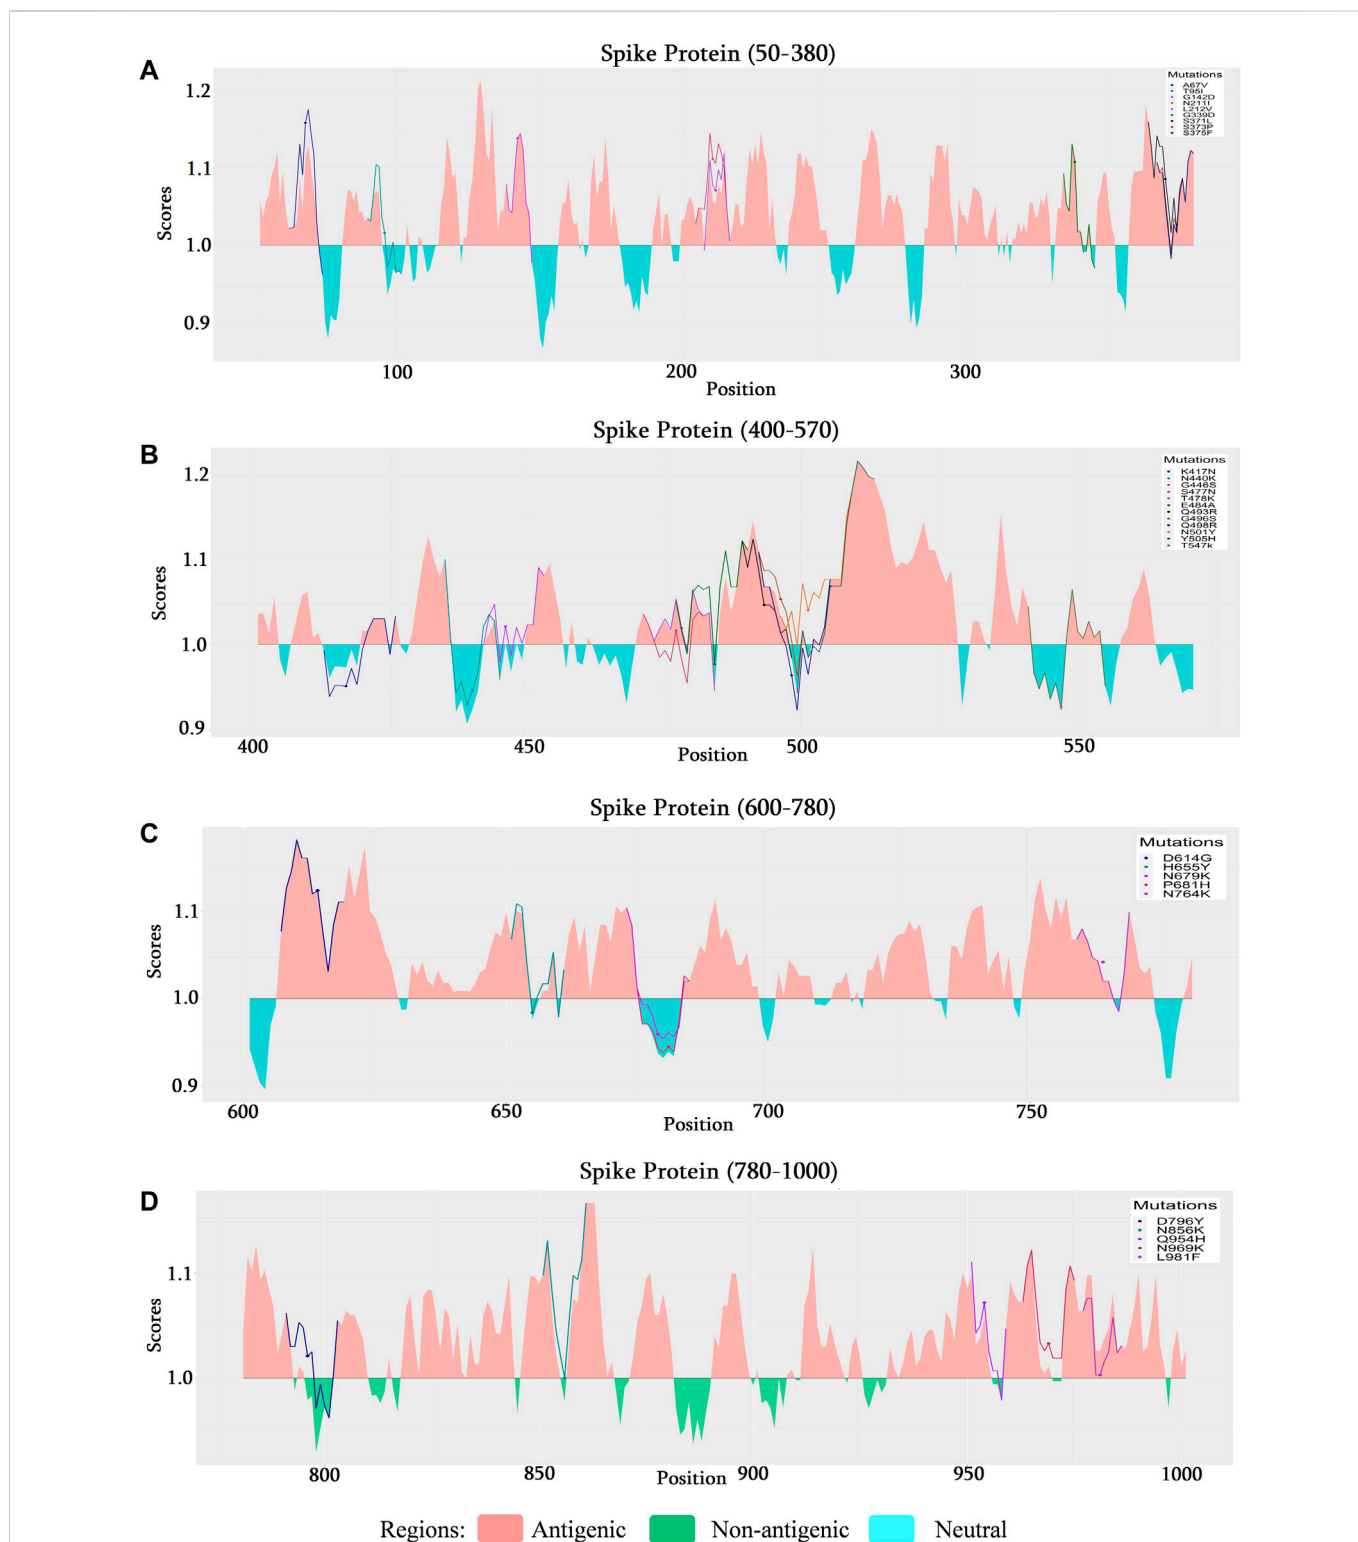 Spike Protein (50-380)
A
Mutations
A67V
T95I
G142D
N211I
L212V
G339D
S371L
S373P
S375F
1.2
1.1
1.0
0.9
Scores
100
200
300
Position
Spike Protein (400-570)
B
Mutations
K417N
N440K
G446S
S477N
T478K
E484A
Q493R
G496S
Q498R
N501Y
Y505H
T547k
1.2
1.1
1.0
0.9
Scores
400
450
500
550
Position
Spike Protein (600-780)
C
Mutations
D614G
H655Y
N679K
P681H
N764K
1.1
1.0
0.9
Scores
600
650
700
750
Position
Spike Protein (780-1000)
D
Mutations
D796Y
N856K
Q954H
N969K
L981F
1.1
1.0
Scores
800
850
900
950
1000
Position
Regions: Antigenic Non-antigenic Neutral